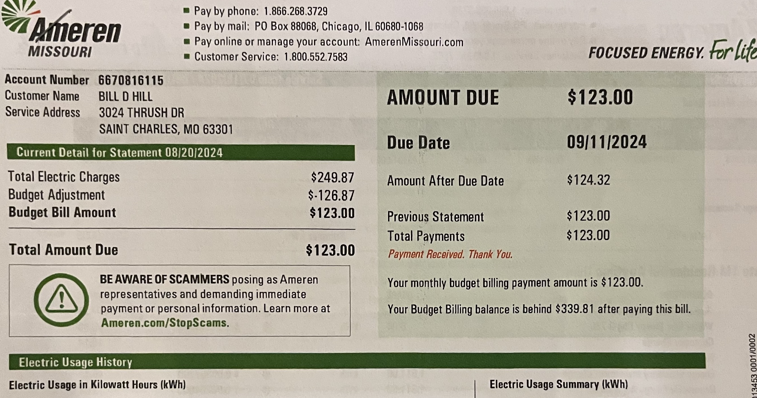 Ameren
MISSOURI
Pay by phone: 1.866.268.3729
Pay by mail: PO Box 88068, Chicago, IL 60680-1068
Pay online or manage your account: AmerenMissouri.com
Customer Service: 1.800.552.7583
FOCUSED ENERGY. For Life
Account Number 6670816115
Customer Name BILL D HILL
Service Address 3024 THRUSH DR
SAINT CHARLES, MO 63301
Current Detail for Statement 08/20/2024
Total Electric Charges $249.87
Budget Adjustment $-126.87
Budget Bill Amount $123.00
Total Amount Due $123.00
BE AWARE OF SCAMMERS posing as Ameren
representatives and demanding immediate
payment or personal information. Learn more at
Ameren.com/StopScams.
AMOUNT DUE $123.00
Due Date 09/11/2024
Amount After Due Date $124.32
Previous Statement $123.00
Total Payments $123.00
Payment Received. Thank You.
Your monthly budget billing payment amount is $123.00.
Your Budget Billing balance is behind $339.81 after paying this bill.
Electric Usage History
Electric Usage in Kilowatt Hours (kWh)
Electric Usage Summary (kWh)